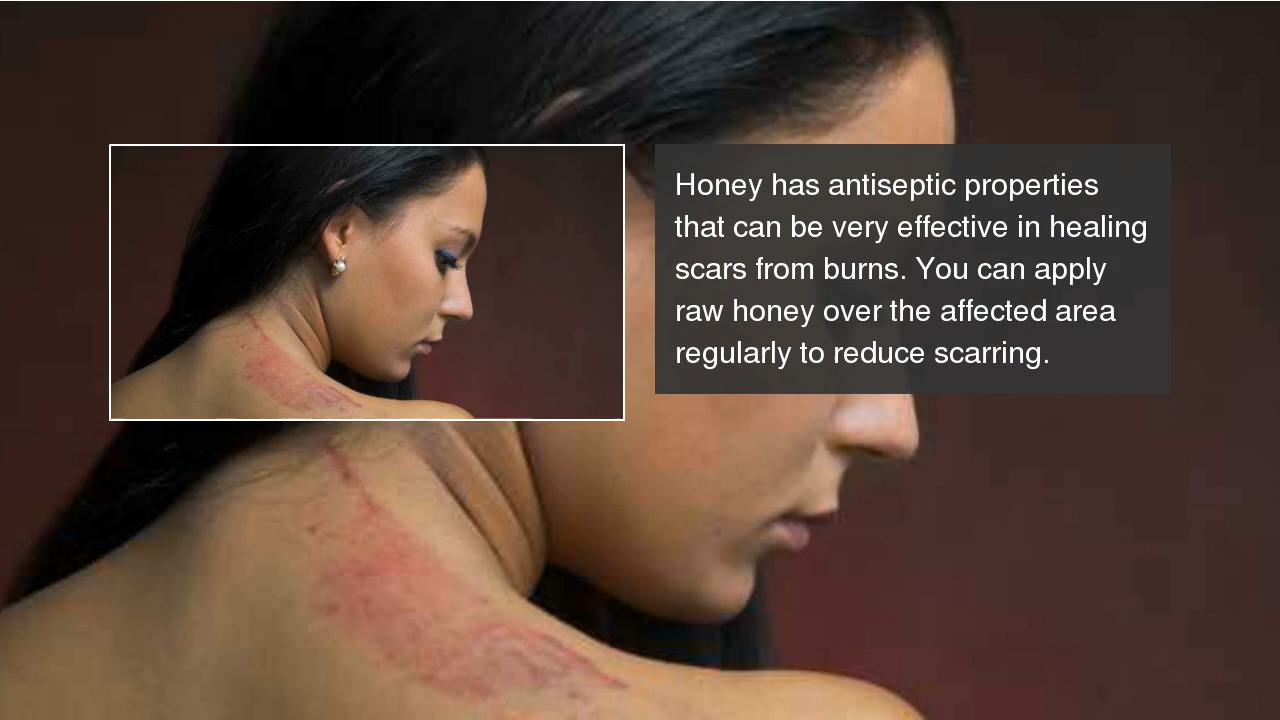 Honey has antiseptic properties
that can be very effective in healing
scars from burns. You can apply
raw honey over the affected area
regularly to reduce scarring.